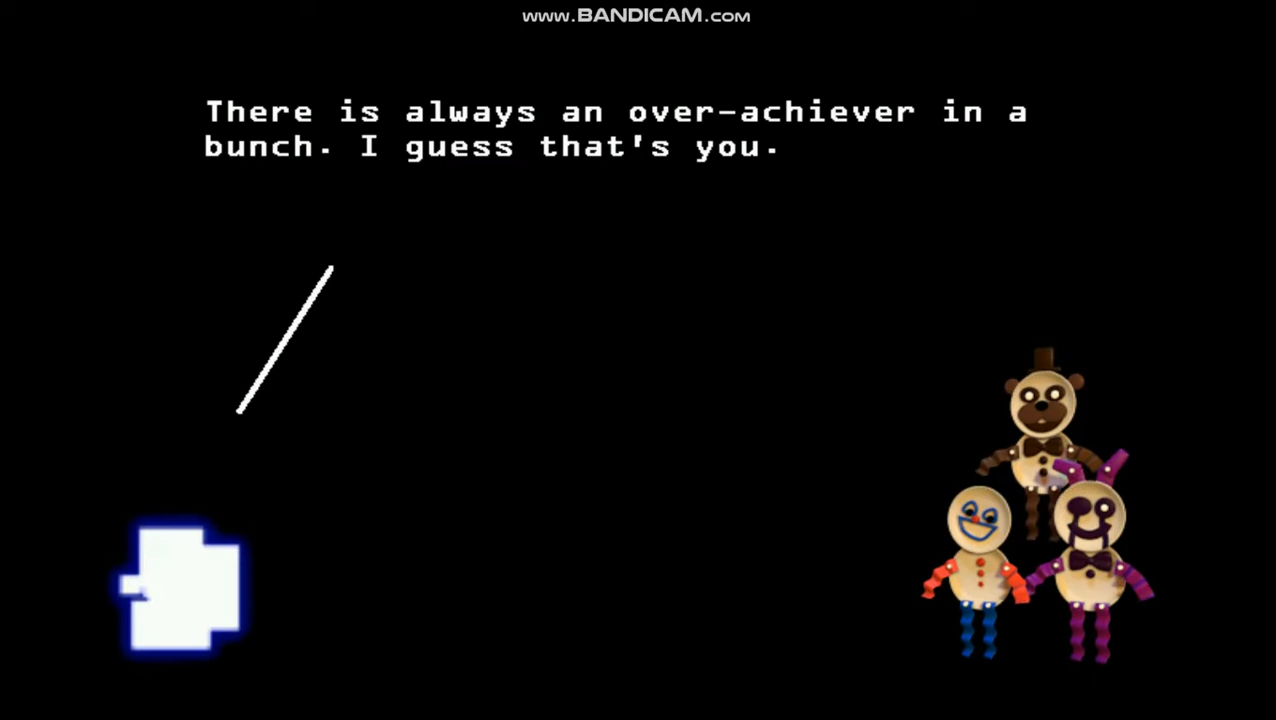 www.BANDICAM.com
There is always an over-achiever in a
bunch. I guess that's you.